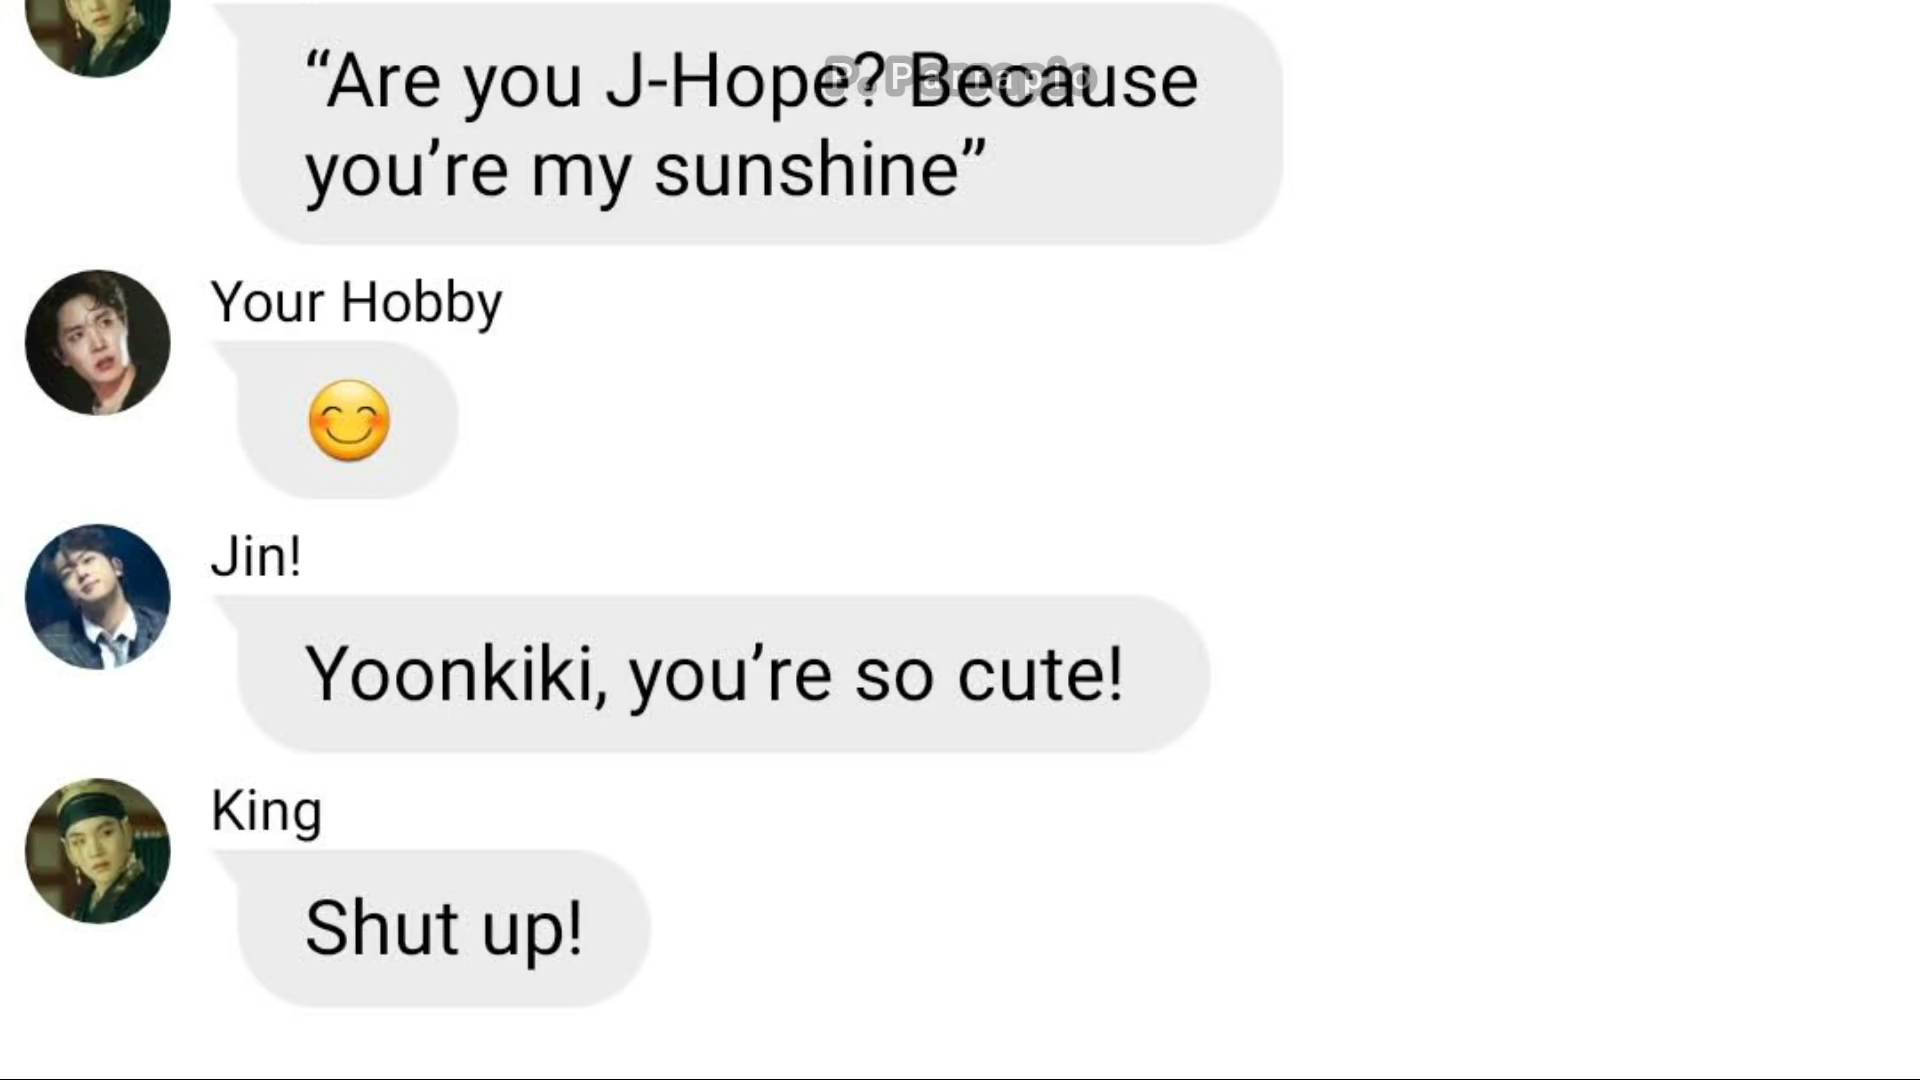 “Are you J-Hope? Because
you’re my sunshine”
P. Parrapio
Your Hobby
😊
Jin!
Yoonkiki, you’re so cute!
King
Shut up!